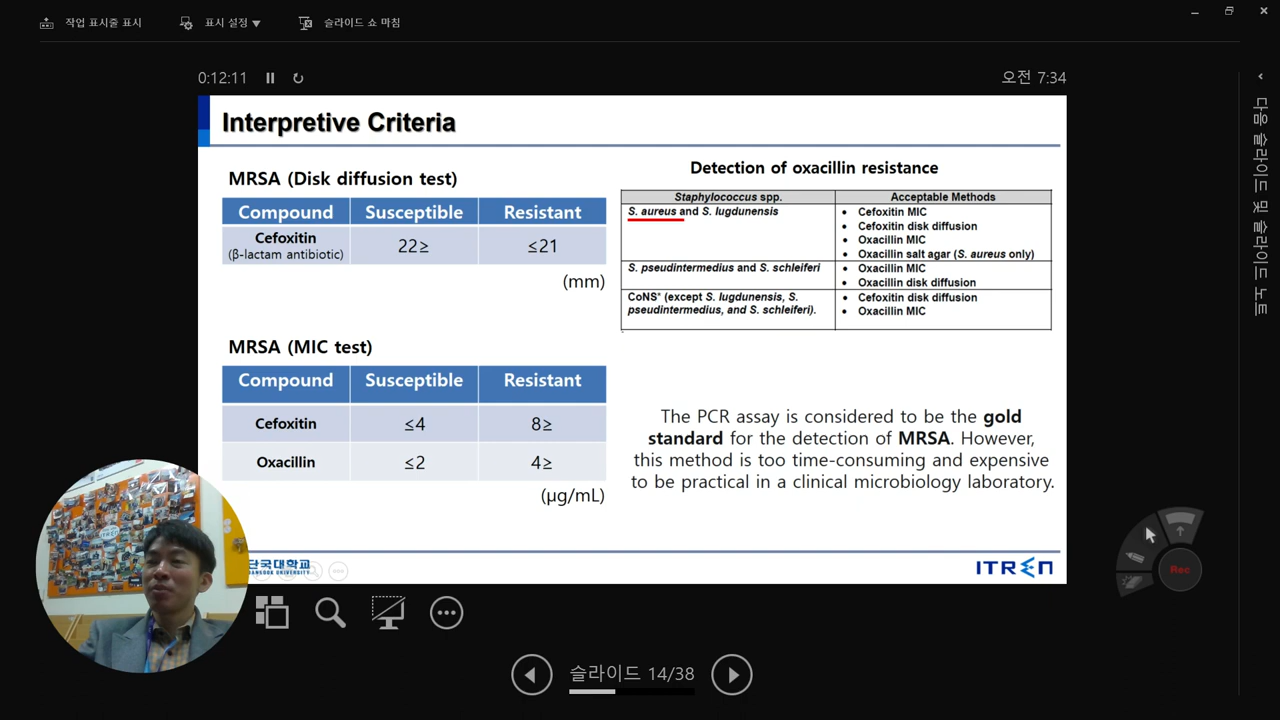 작업 표시줄 표시
표시 설정 ▼
슬라이드 쇼 마침
0:12:11
오전 7:34
다음 슬라이드 및 슬라이드 노트
Interpretive Criteria
MRSA (Disk diffusion test)
Compound Susceptible Resistant
Cefoxitin
(β-lactam antibiotic)
22≥ ≤21
(mm)
MRSA (MIC test)
Compound Susceptible Resistant
Cefoxitin ≤4 8≥
Oxacillin ≤2 4≥
(μg/mL)
Detection of oxacillin resistance
Staphylococcus spp. Acceptable Methods
S. aureus and S. lugdunensis
• Cefoxitin MIC
• Cefoxitin disk diffusion
• Oxacillin MIC
• Oxacillin salt agar (S. aureus only)
S. pseudintermedius and S. schleiferi
• Oxacillin MIC
• Oxacillin disk diffusion
CoNS* (except S. lugdunensis, S.
pseudintermedius, and S. schleiferi).
• Cefoxitin disk diffusion
• Oxacillin MIC
The PCR assay is considered to be the gold
standard for the detection of MRSA. However,
this method is too time-consuming and expensive
to be practical in a clinical microbiology laboratory.
단국대학교
ITREN
Rec
슬라이드 14/38